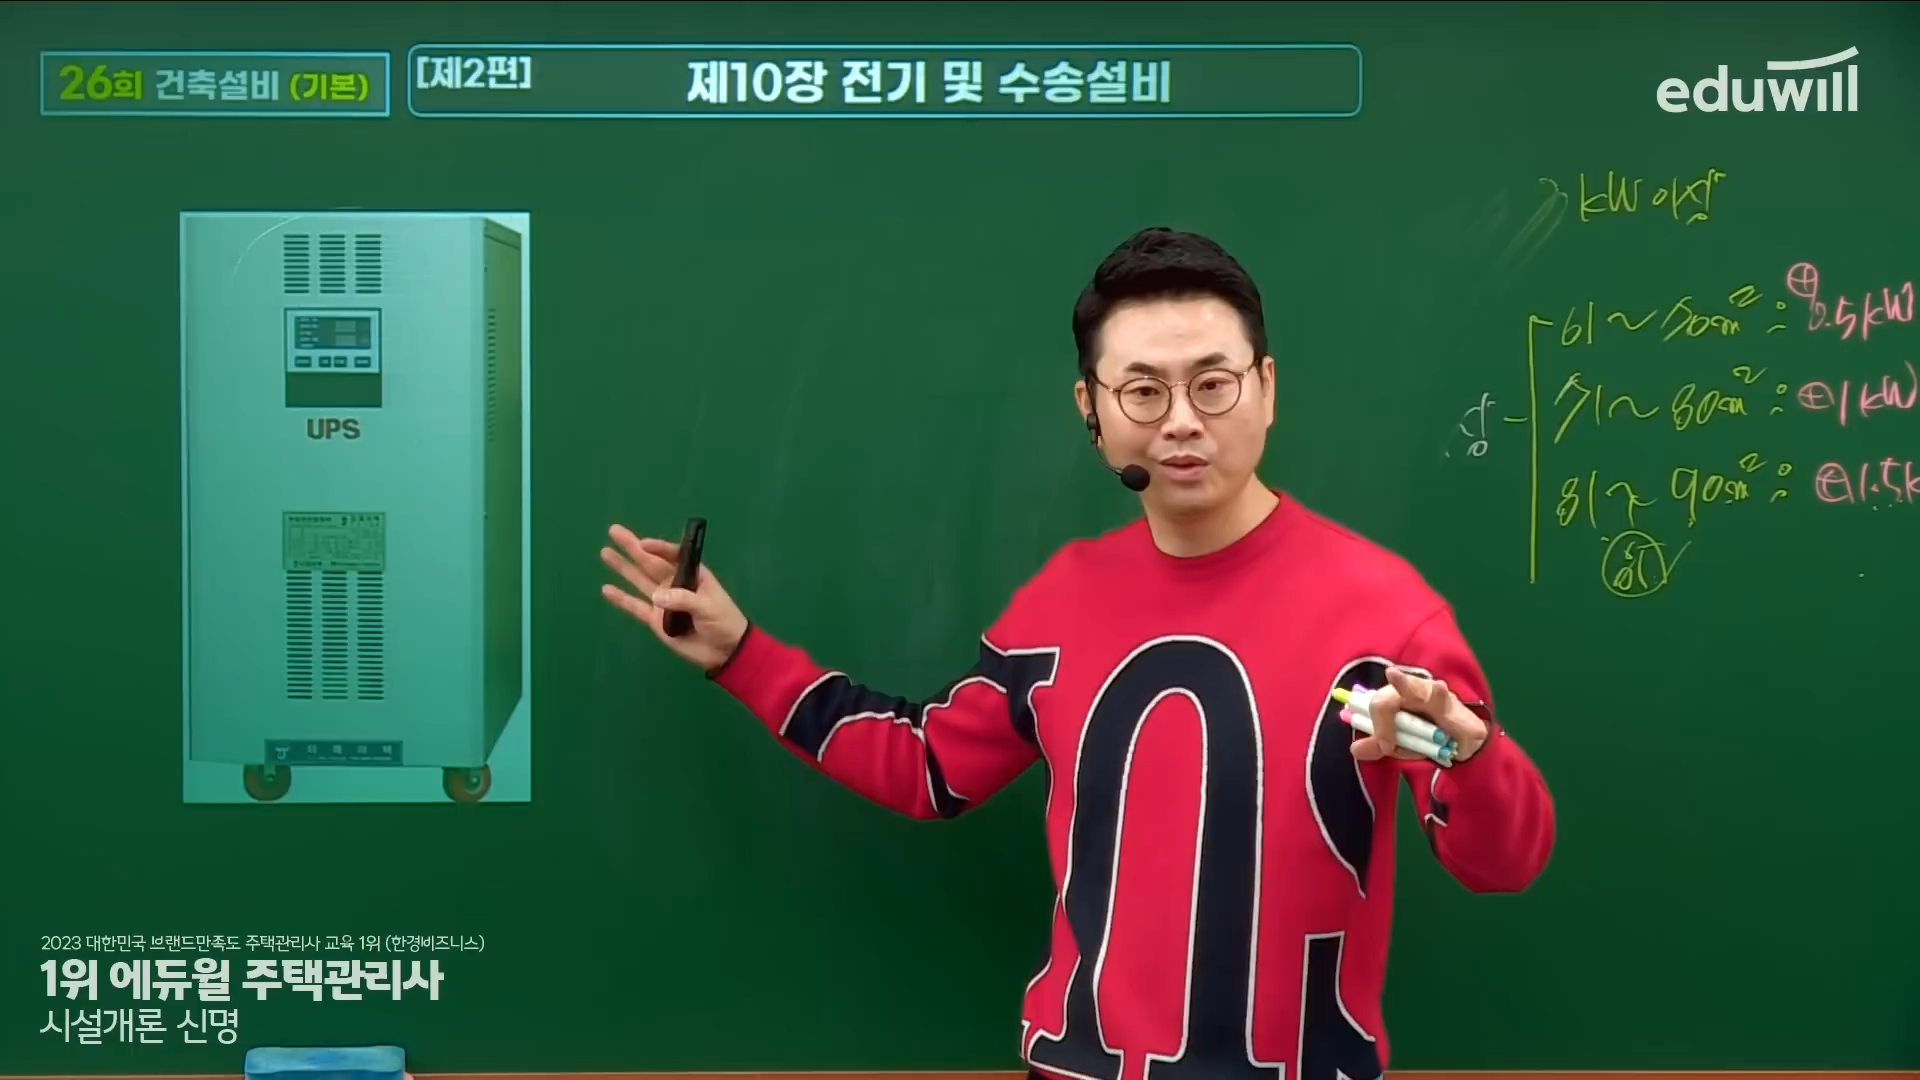 26회 건축설비 (기본)
[제2편]
제10장 전기 및 수송설비
eduwill
kW 이상
61~70m² : ⊕0.5kW
71~80m² : ⊕1kW
81~90m² : ⊕1.5k
UPS
2023 대한민국 브랜드만족도 주택관리사 교육 1위 (한경비즈니스)
1위 에듀윌 주택관리사
시설개론 신명